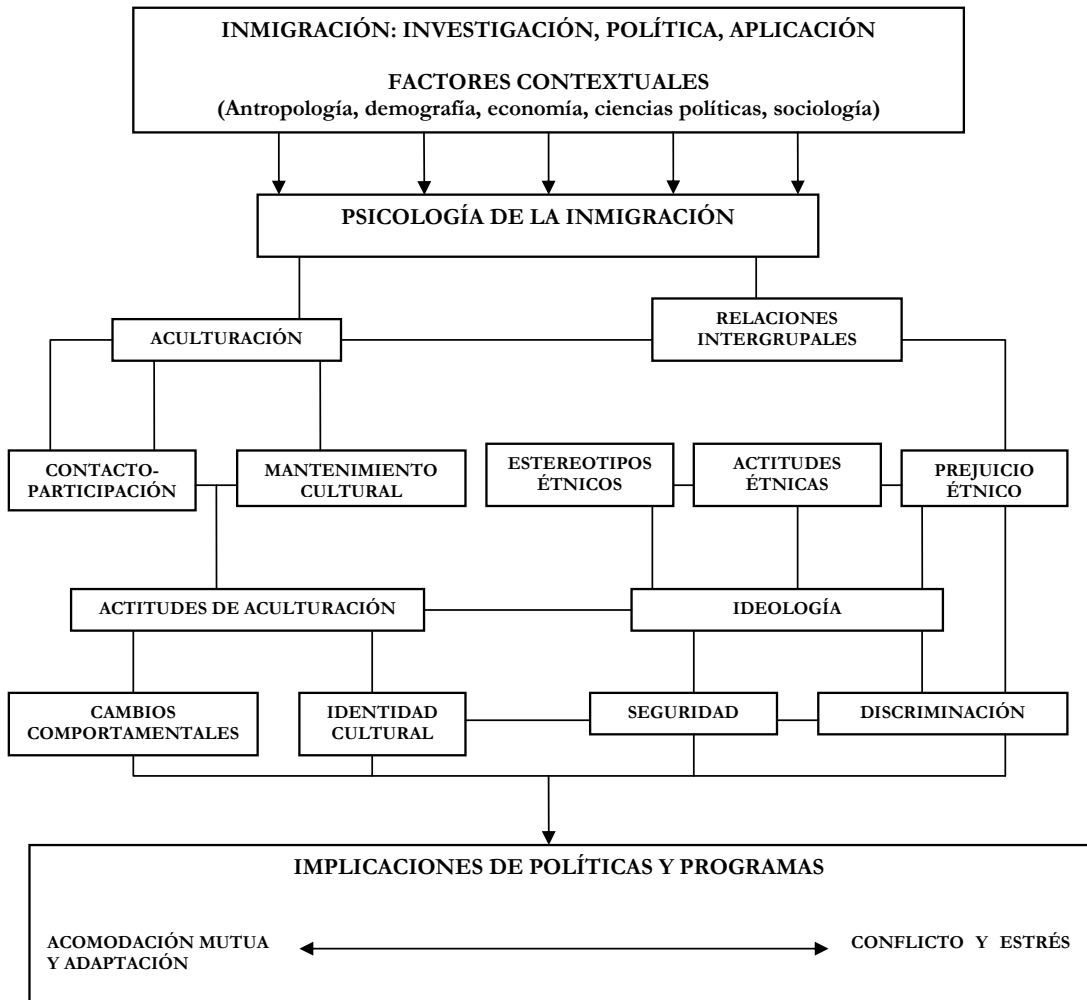 INMIGRACIÓN: INVESTIGACIÓN, POLÍTICA, APLICACIÓN
FACTORES CONTEXTUALES
(Antropología, demografía, economía, ciencias políticas, sociología)
PSICOLOGÍA DE LA INMIGRACIÓN
ACULTURACIÓN
RELACIONES
INTERGRUPALES
CONTACTO-
PARTICIPACIÓN
MANTENIMIENTO
CULTURAL
ESTEREOTIPOS
ÉTNICOS
ACTITUDES
ÉTNICAS
PREJUICIO
ÉTNICO
ACTITUDES DE ACULTURACIÓN
IDEOLOGÍA
CAMBIOS
COMPORTAMENTALES
IDENTIDAD
CULTURAL
SEGURIDAD
DISCRIMINACIÓN
IMPLICACIONES DE POLÍTICAS Y PROGRAMAS
ACOMODACIÓN MUTUA
Y ADAPTACIÓN
CONFLICTO Y ESTRÉS